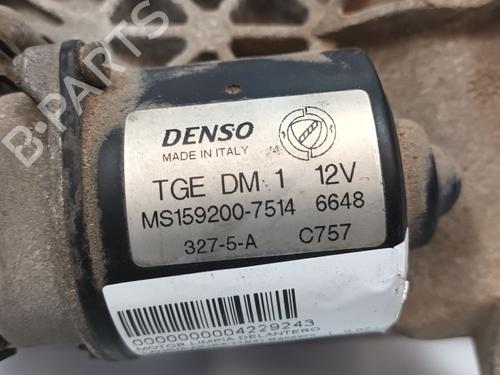 B-PARTS
DENSO
MADE IN ITALY
TGE DM 1 12V
MS159200-7514 6648
327-5-A C757
0000000004229243
MOTOR LIMPIA DELANTERO